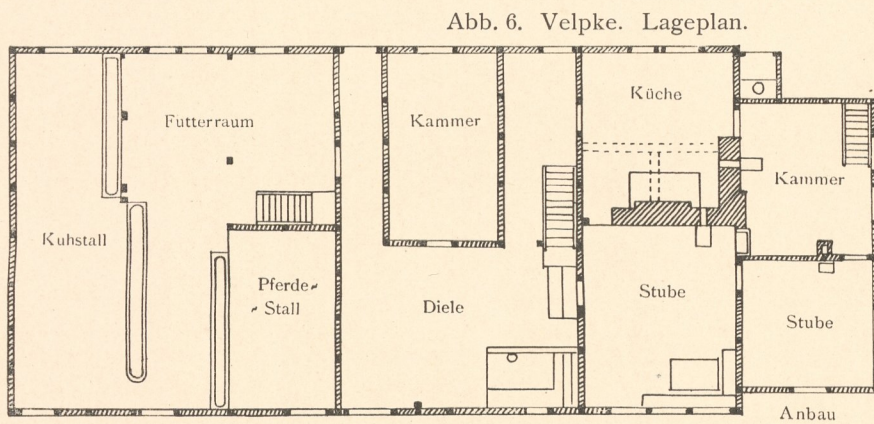 Abb. 6. Velpke. Lageplan.
Küche
Futterraum
Kammer
Kammer
Kuhstall
Pferde~
~ Stall
Diele
Stube
Stube
Anbau